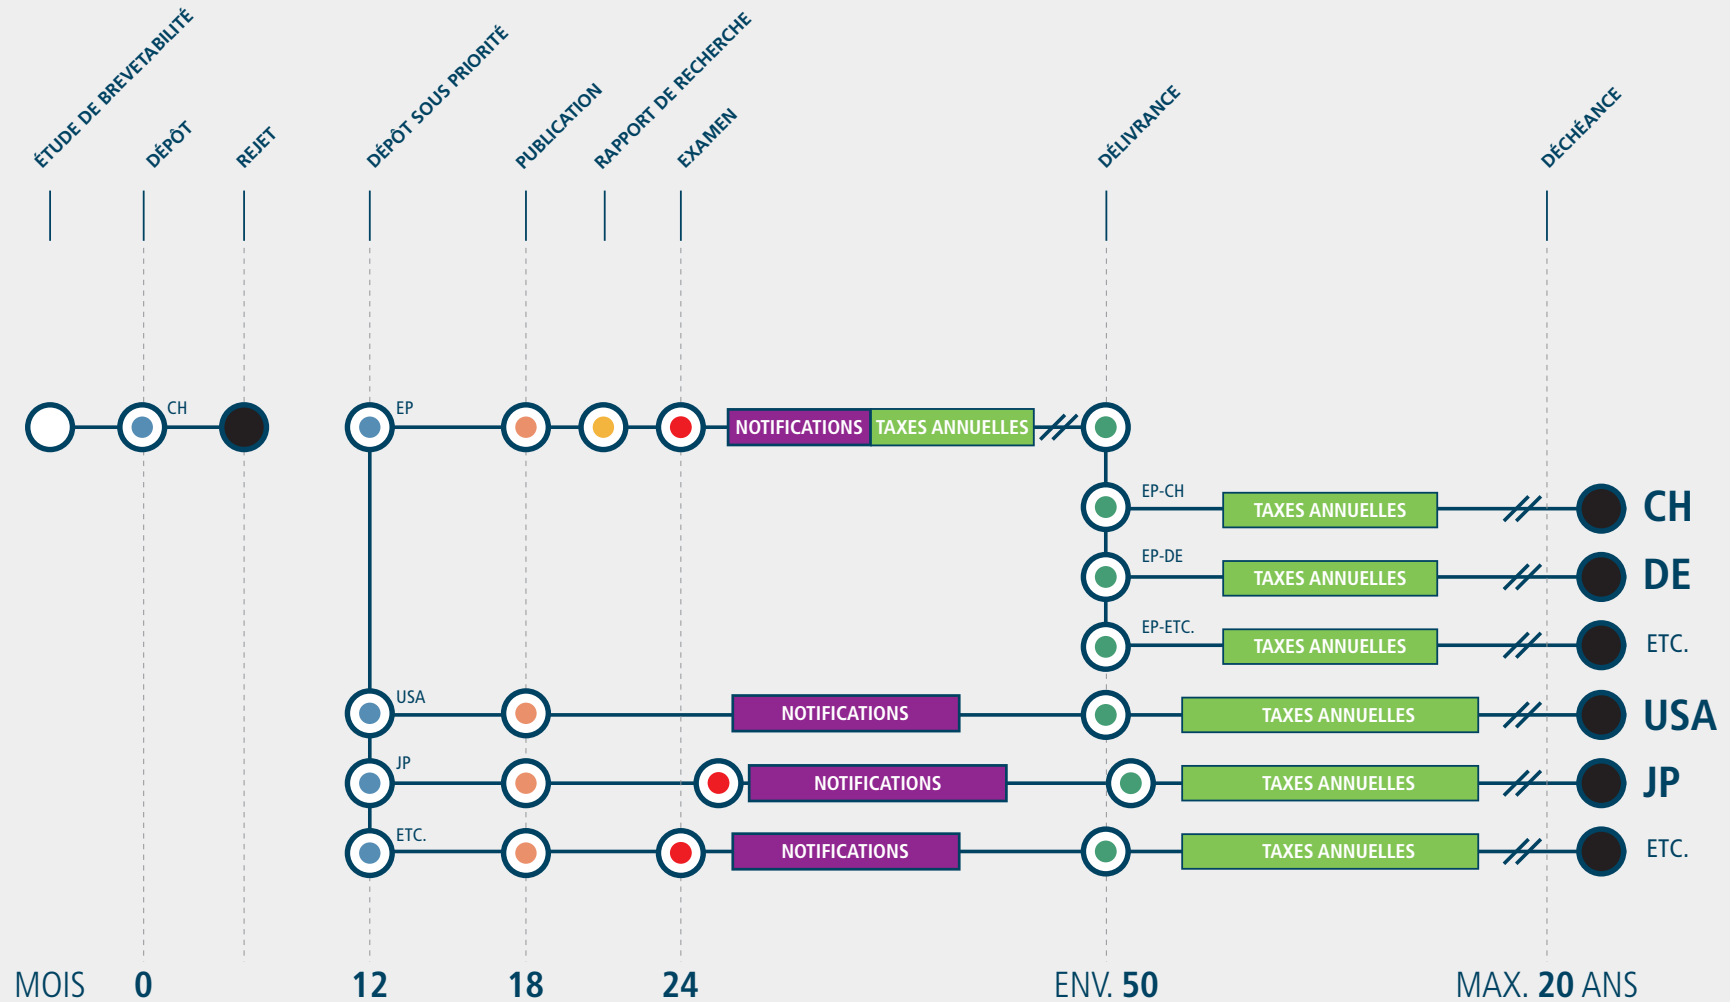 ÉTUDE DE BREVETABILITÉ
DÉPÔT
REJET
DÉPÔT SOUS PRIORITÉ
PUBLICATION
RAPPORT DE RECHERCHE
EXAMEN
DÉLIVRANCE
DÉCHÉANCE
CH
EP
NOTIFICATIONS
TAXES ANNUELLES
EP-CH
TAXES ANNUELLES
CH
EP-DE
TAXES ANNUELLES
DE
EP-ETC.
TAXES ANNUELLES
ETC.
USA
NOTIFICATIONS
TAXES ANNUELLES
USA
JP
NOTIFICATIONS
TAXES ANNUELLES
JP
ETC.
NOTIFICATIONS
TAXES ANNUELLES
ETC.
MOIS 0 12 18 24 ENV. 50 MAX. 20 ANS